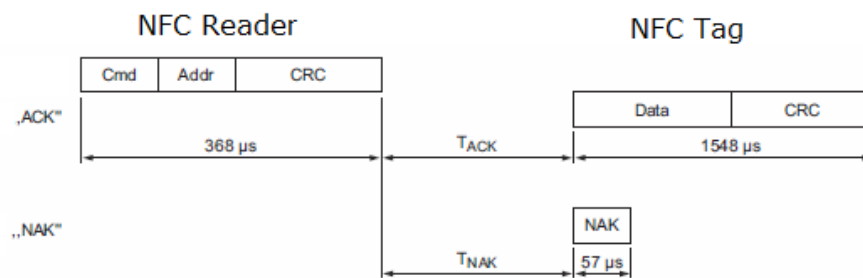 NFC Reader NFC Tag
Cmd Addr CRC
‚ACK‘‘‘ Data CRC
368 µs TACK 1548 µs
‚‚NAK‘‘‘ NAK
TNAK 57 µs